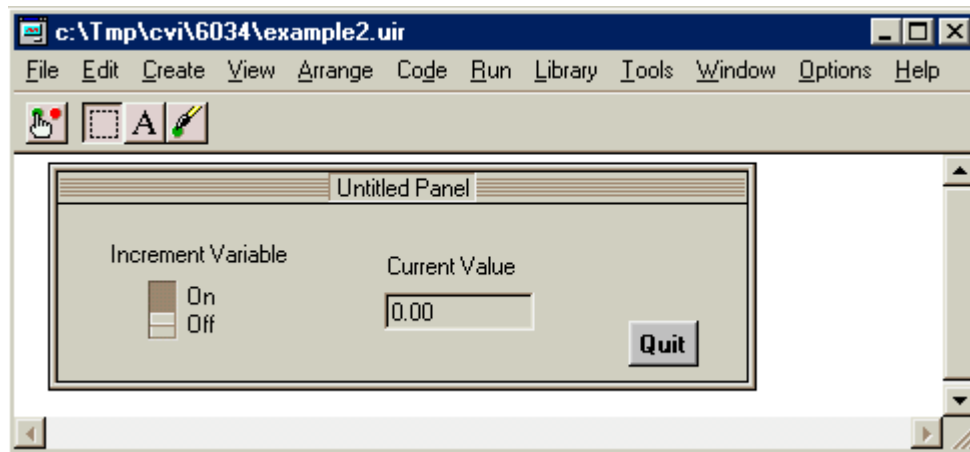 c:\Tmp\cvi\6034\example2.uir
File Edit Create View Arrange Code Run Library Tools Window Options Help
A
Untitled Panel
Increment Variable
On
Off
Current Value
0.00
Quit